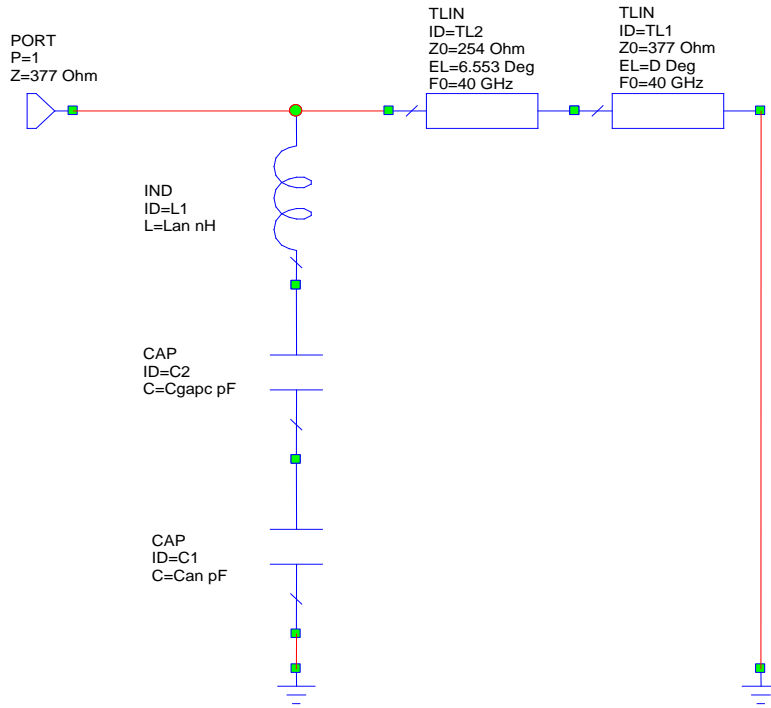 PORT
P=1
Z=377 Ohm
TLIN
ID=TL2
Z0=254 Ohm
EL=6.553 Deg
F0=40 GHz
TLIN
ID=TL1
Z0=377 Ohm
EL=D Deg
F0=40 GHz
IND
ID=L1
L=Lan nH
CAP
ID=C2
C=Cgapc pF
CAP
ID=C1
C=Can pF